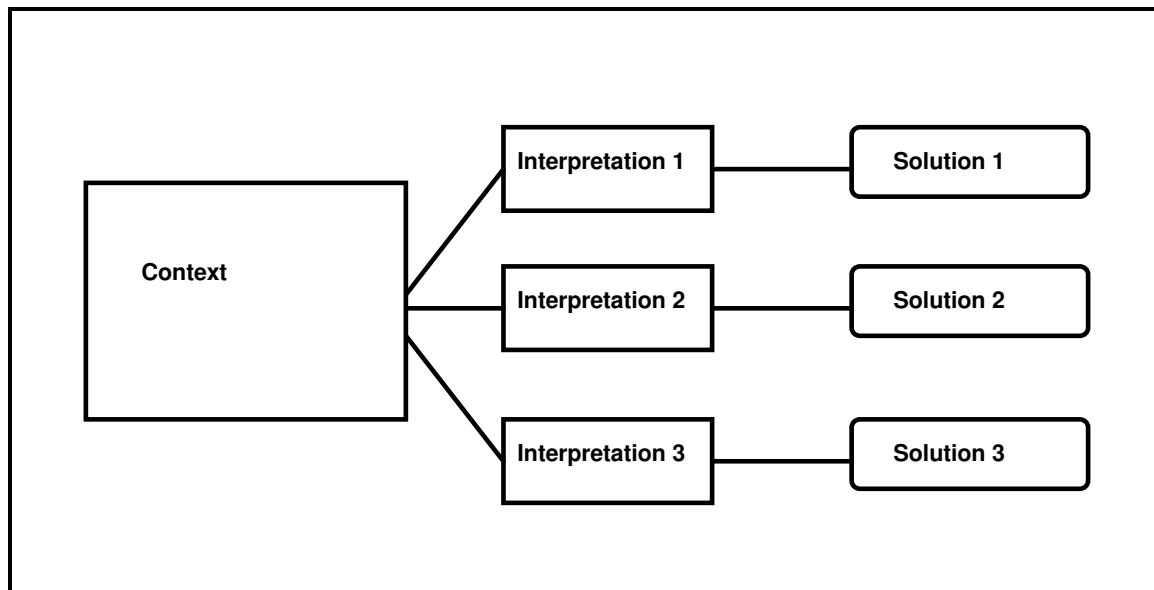 Context
Interpretation 1
Solution 1
Interpretation 2
Solution 2
Interpretation 3
Solution 3